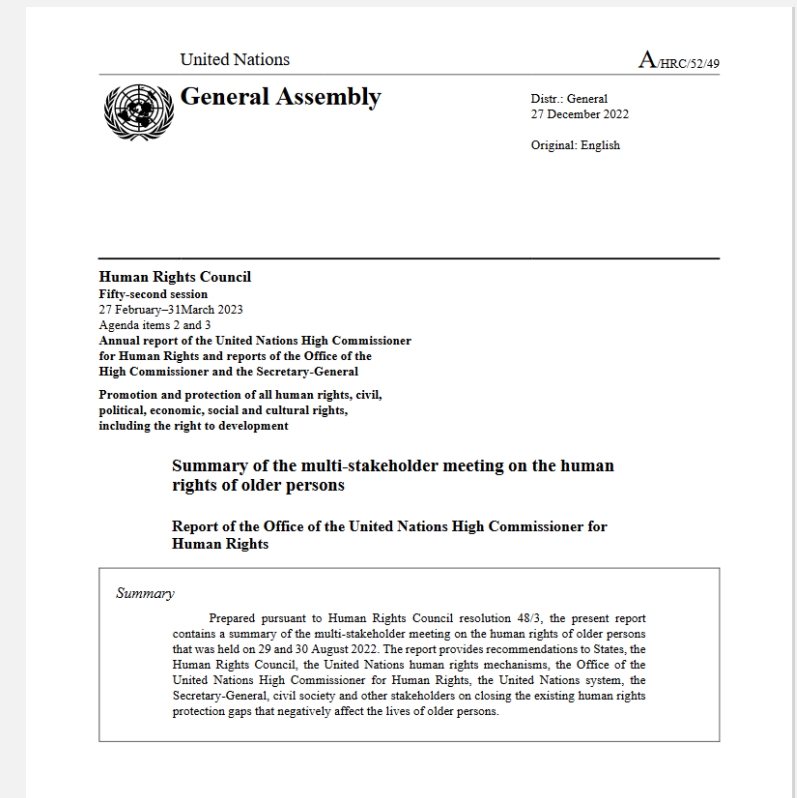 United Nations
A/HRC/52/49
General Assembly
Distr.: General
27 December 2022
Original: English
Human Rights Council
Fifty-second session
27 February–31March 2023
Agenda items 2 and 3
Annual report of the United Nations High Commissioner
for Human Rights and reports of the Office of the
High Commissioner and the Secretary-General
Promotion and protection of all human rights, civil,
political, economic, social and cultural rights,
including the right to development
Summary of the multi-stakeholder meeting on the human
rights of older persons
Report of the Office of the United Nations High Commissioner for
Human Rights
Summary
Prepared pursuant to Human Rights Council resolution 48/3, the present report
contains a summary of the multi-stakeholder meeting on the human rights of older persons
that was held on 29 and 30 August 2022. The report provides recommendations to States, the
Human Rights Council, the United Nations human rights mechanisms, the Office of the
United Nations High Commissioner for Human Rights, the United Nations system, the
Secretary-General, civil society and other stakeholders on closing the existing human rights
protection gaps that negatively affect the lives of older persons.